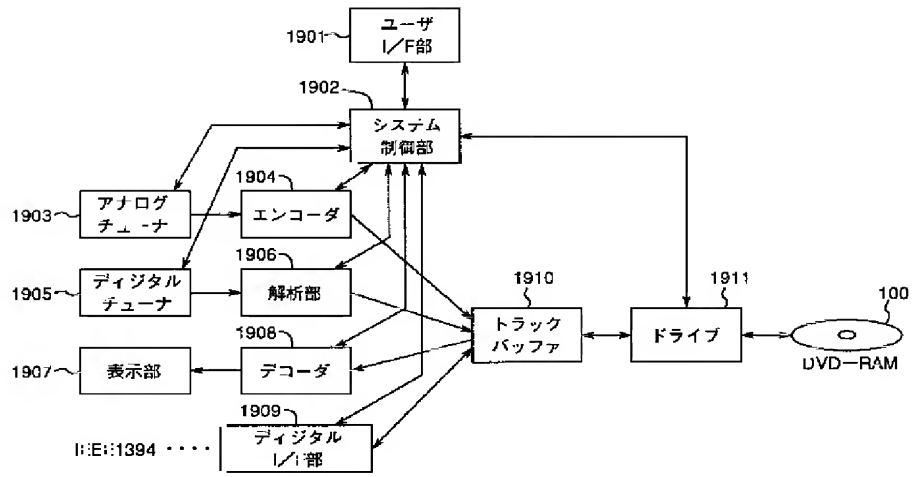 1901
ユーザ
I/F部
1902
システム
制御部
1903
アナログ
チューナ
1904
エンコーダ
1905
ディジタル
チューナ
1906
解析部
1907
表示部
1908
デコーダ
1909
ディジタル
I/F部
IEEE1394
1910
トラック
バッファ
1911
ドライブ
100
DVD-RAM